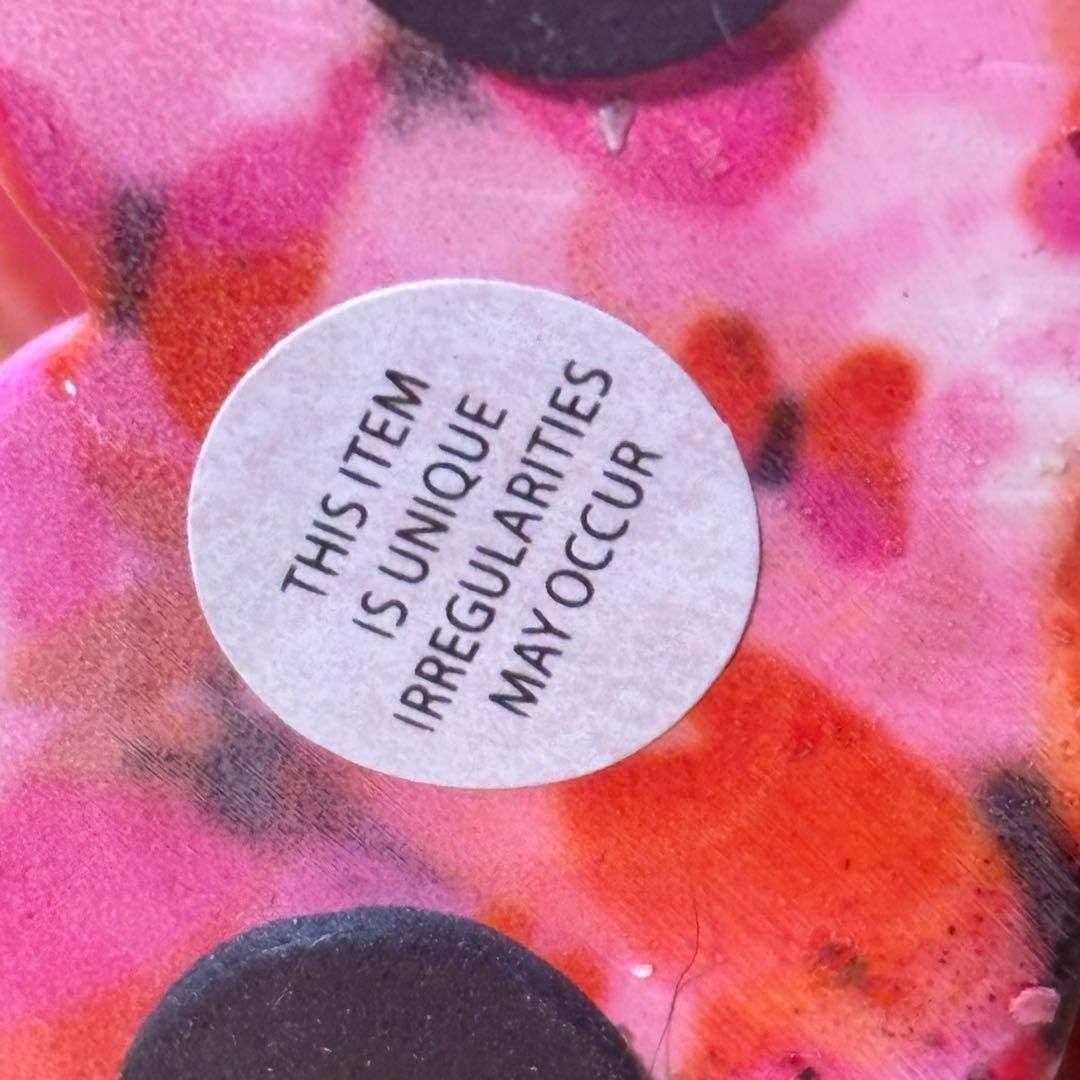 THIS ITEM
IS UNIQUE
IRREGULARITIES
MAY OCCUR